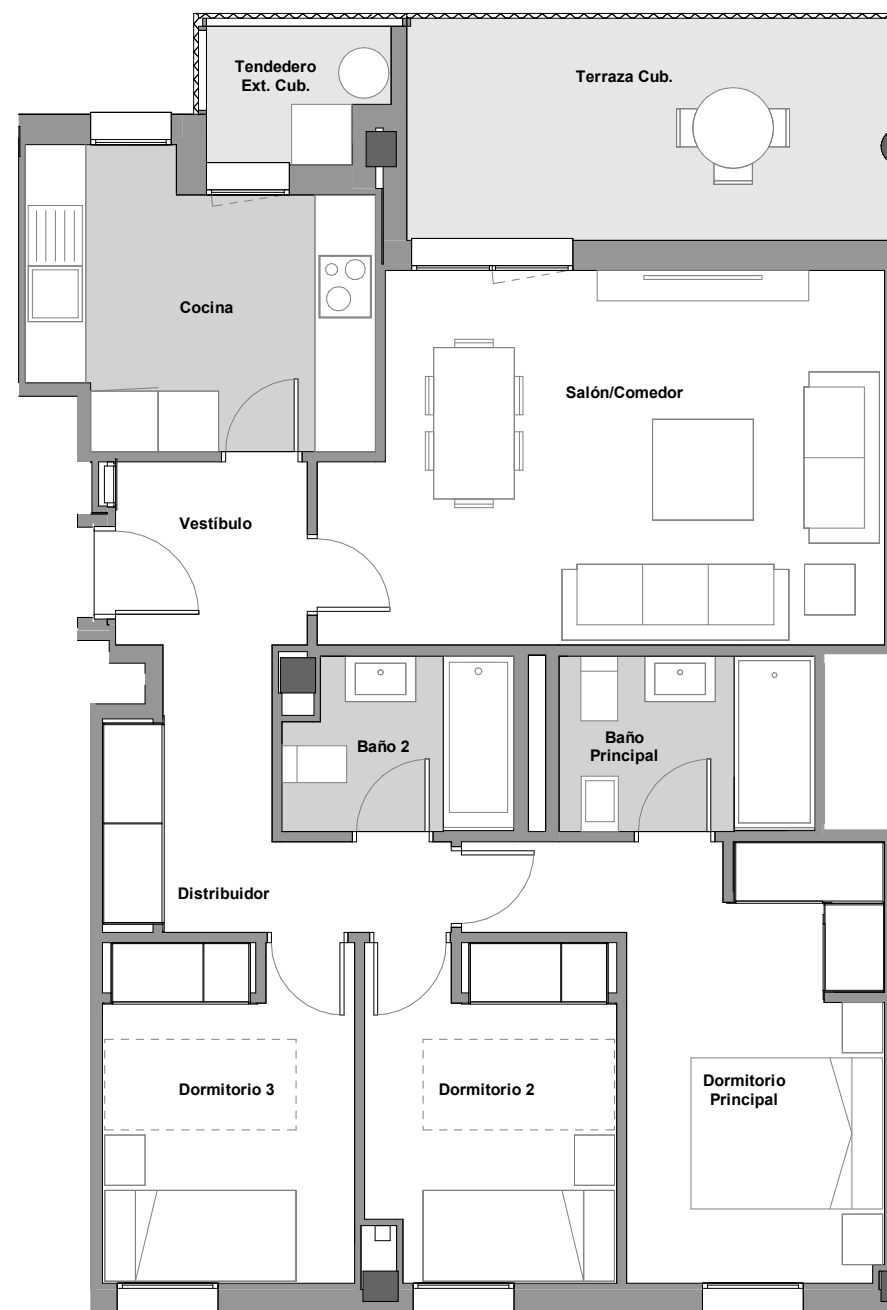 Tendedero
Ext. Cub.
Terraza Cub.
Cocina
Salón/Comedor
Vestíbulo
Baño 2
Baño
Principal
Distribuidor
Dormitorio 3
Dormitorio 2
Dormitorio
Principal